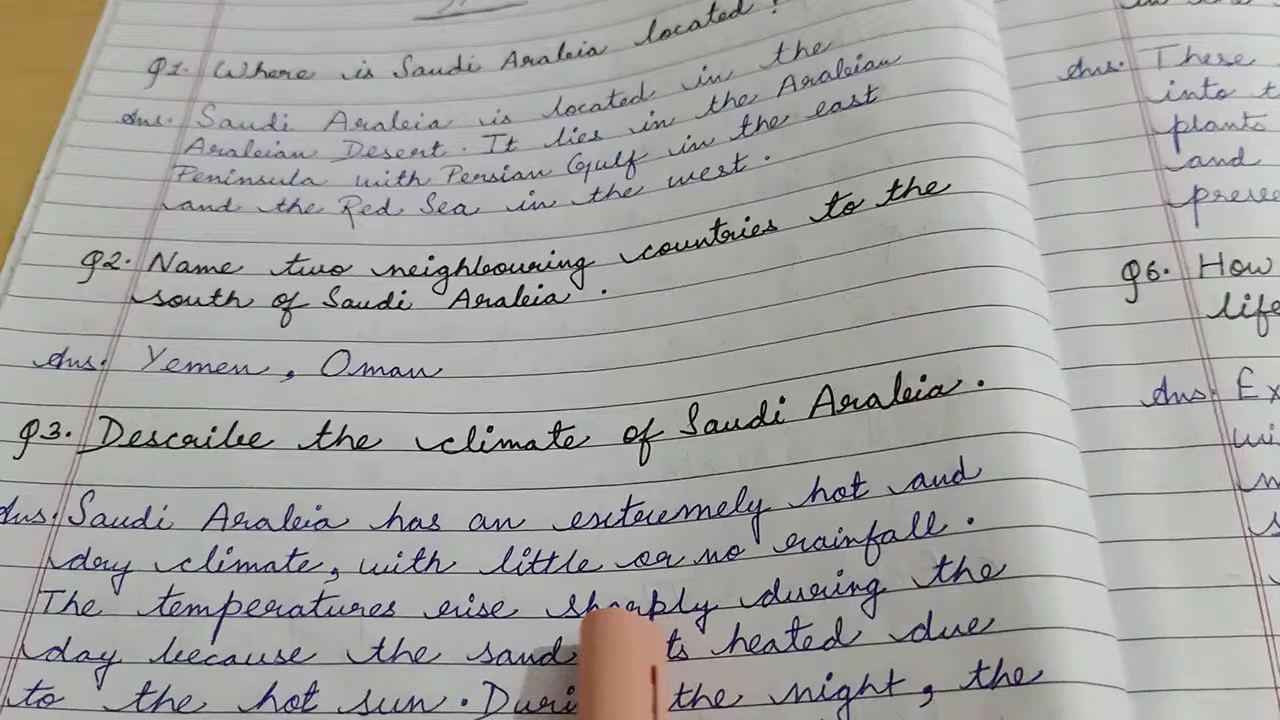 Q1. Where is Saudi Arabia located?
Ans. Saudi Arabia is located in the
Arabian Desert. It lies in the Arabian
Peninsula with Persian Gulf in the east
and the Red Sea in the west.
Q2. Name two neighbouring countries to the
south of Saudi Arabia.
Ans. Yemen, Oman
Q3. Describe the climate of Saudi Arabia.
Ans. Saudi Arabia has an extremely hot and
dry climate, with little or no rainfall.
The temperatures rise sharply during the
day because the sand heated due
to the hot sun. the night, the
Ans. These
into
plants
and
Q6. How
life
Ans.